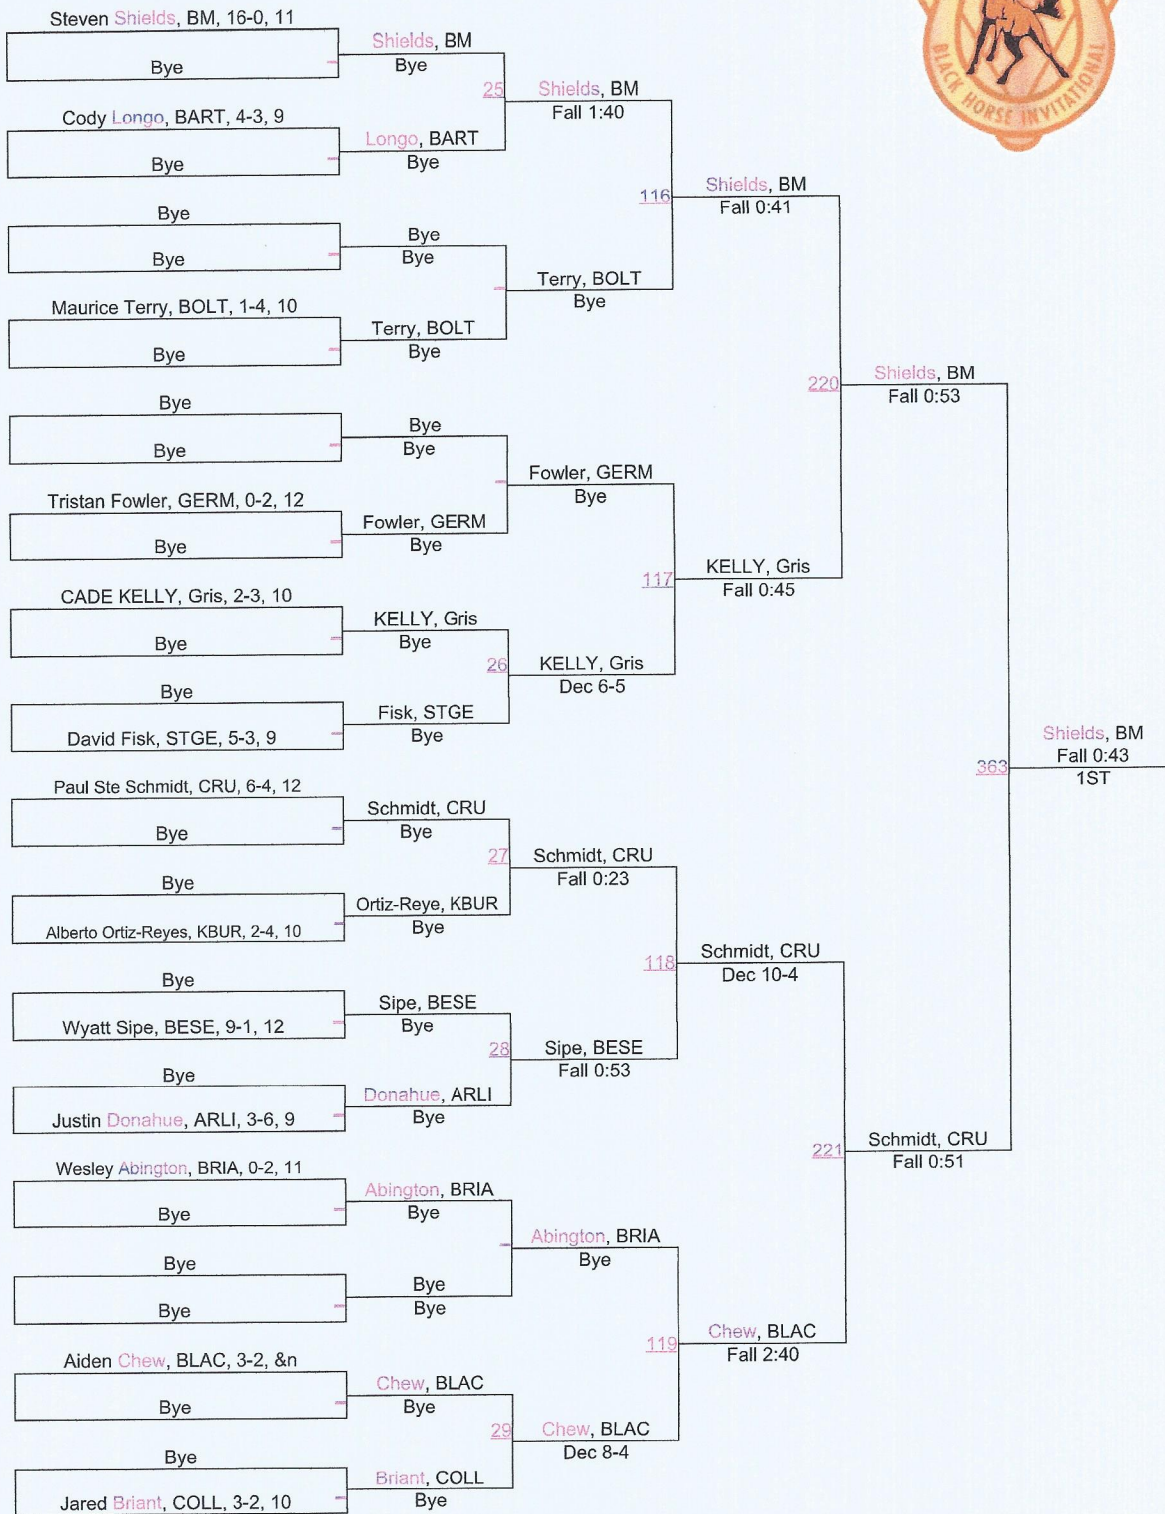 Steven Shields, BM, 16-0, 11
Bye
Shields, BM
Bye
25
Cody Longo, BART, 4-3, 9
Bye
Longo, BART
Bye
Shields, BM
Fall 1:40
116
Bye
Bye
Bye
Bye
Maurice Terry, BOLT, 1-4, 10
Bye
Terry, BOLT
Bye
Terry, BOLT
Bye
Shields, BM
Fall 0:41
220
Bye
Bye
Bye
Bye
Tristan Fowler, GERM, 0-2, 12
Bye
Fowler, GERM
Bye
Fowler, GERM
Bye
117
CADE KELLY, Gris, 2-3, 10
Bye
KELLY, Gris
Bye
26
Bye
David Fisk, STGE, 5-3, 9
Fisk, STGE
Bye
KELLY, Gris
Dec 6-5
KELLY, Gris
Fall 0:45
Shields, BM
Fall 0:53
363
Shields, BM
Fall 0:43
1ST
Paul Ste Schmidt, CRU, 6-4, 12
Bye
Schmidt, CRU
Bye
27
Bye
Alberto Ortiz-Reyes, KBUR, 2-4, 10
Ortiz-Reye, KBUR
Bye
Schmidt, CRU
Fall 0:23
118
Bye
Wyatt Sipe, BESE, 9-1, 12
Sipe, BESE
Bye
28
Bye
Justin Donahue, ARLI, 3-6, 9
Donahue, ARLI
Bye
Sipe, BESE
Fall 0:53
Schmidt, CRU
Dec 10-4
221
Schmidt, CRU
Fall 0:51
Wesley Abington, BRIA, 0-2, 11
Bye
Abington, BRIA
Bye
Bye
Bye
Bye
Bye
Abington, BRIA
Bye
119
Aiden Chew, BLAC, 3-2, &n
Bye
Chew, BLAC
Bye
29
Bye
Jared Briant, COLL, 3-2, 10
Briant, COLL
Bye
Chew, BLAC
Dec 8-4
Chew, BLAC
Fall 2:40
BLACK HORSE INVITATIONAL